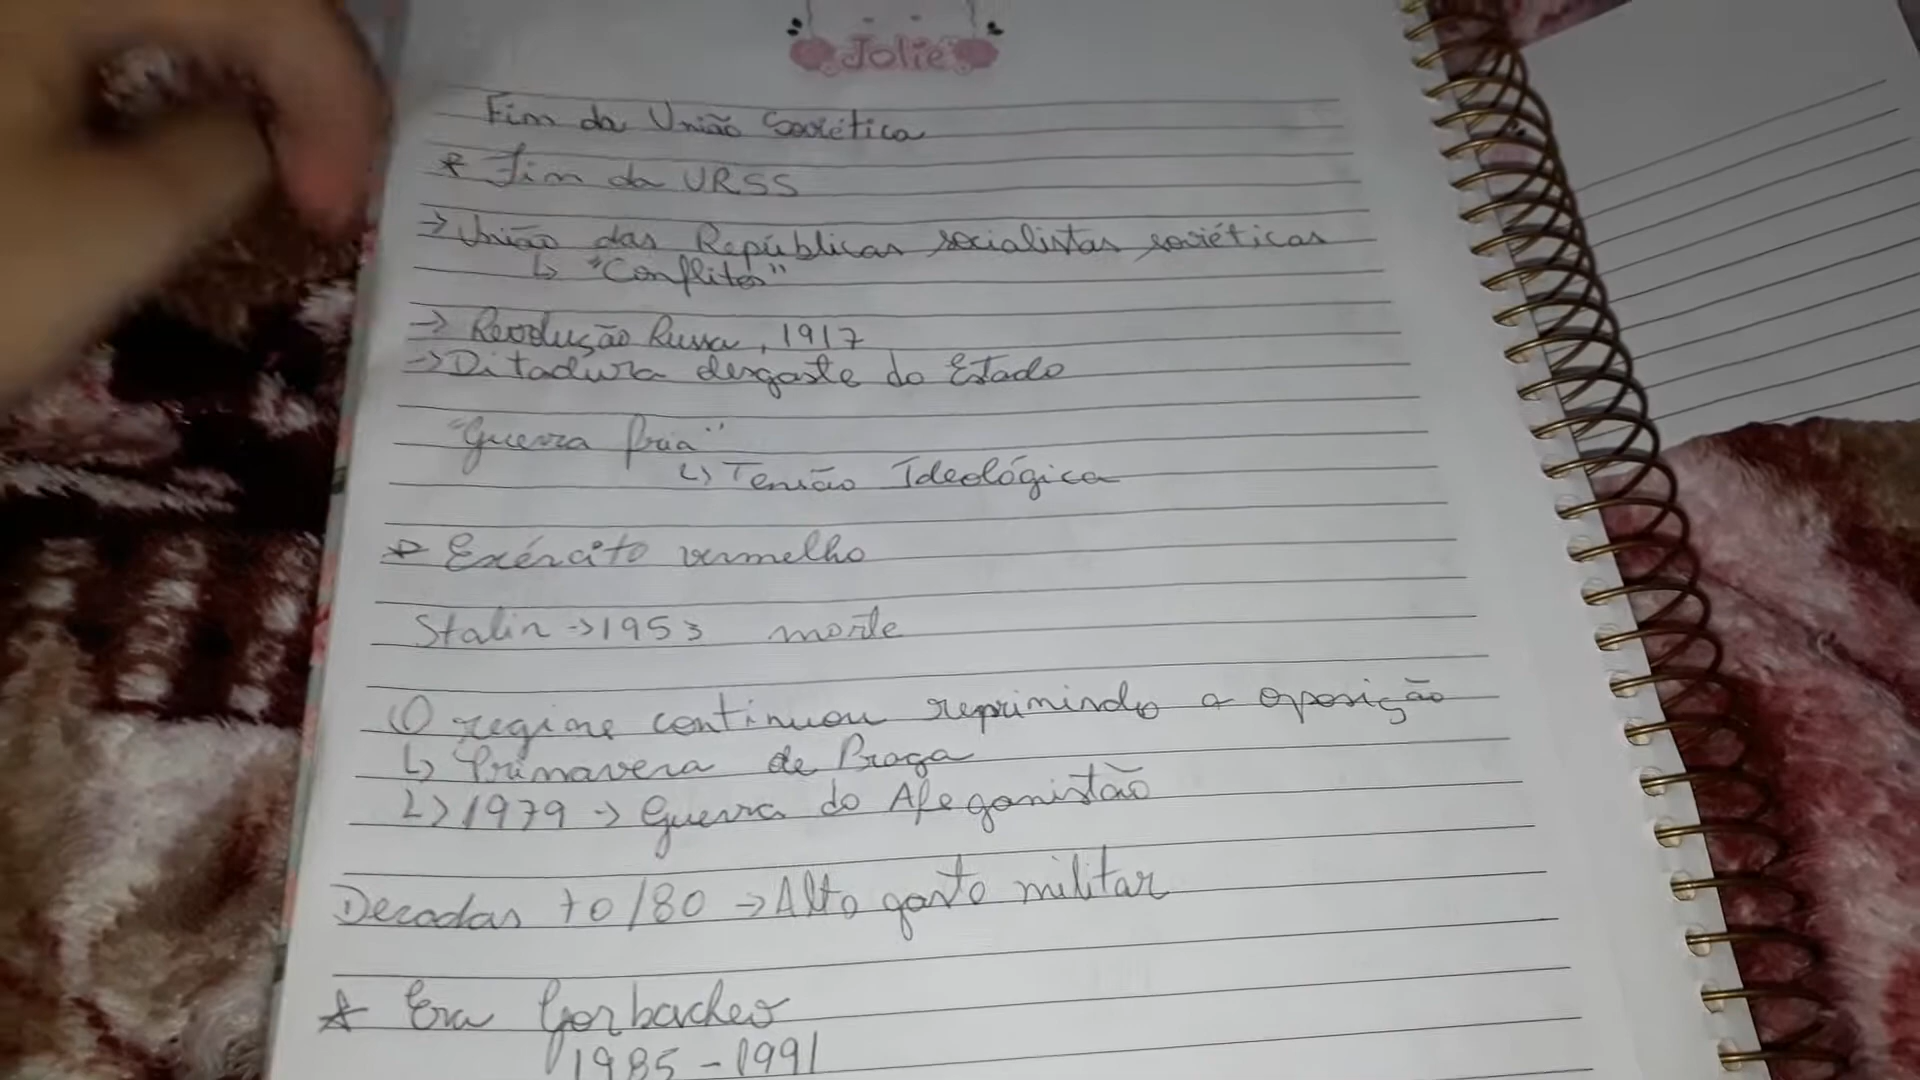 Jolie
Fim da União Soviética
* Fim da URSS
→ União das Repúblicas socialistas soviéticas
↳ "Conflitos"
→ Revolução Russa, 1917
→ Ditadura desgaste do Estado
"Guerra fria"
↳ Tensão Ideológica
* Exército vermelho
Stalin → 1953 morte
O regime continuou reprimindo a oposição
↳ Primavera de Praga
↳ 1979 → Guerra do Afeganistão
Decadas 70/80 → Alto gasto militar
* Era Gorbachev
1985 - 1991